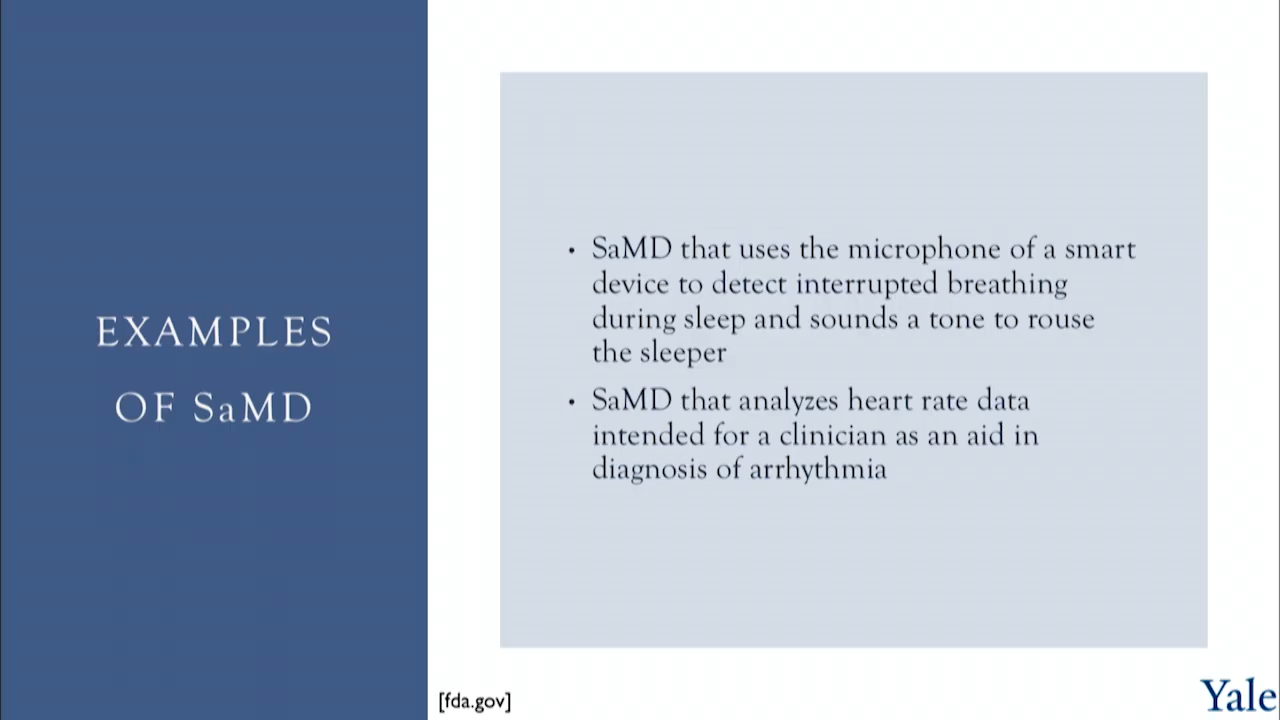 EXAMPLES
OF SaMD
• SaMD that uses the microphone of a smart
device to detect interrupted breathing
during sleep and sounds a tone to rouse
the sleeper
• SaMD that analyzes heart rate data
intended for a clinician as an aid in
diagnosis of arrhythmia
[fda.gov]
Yale